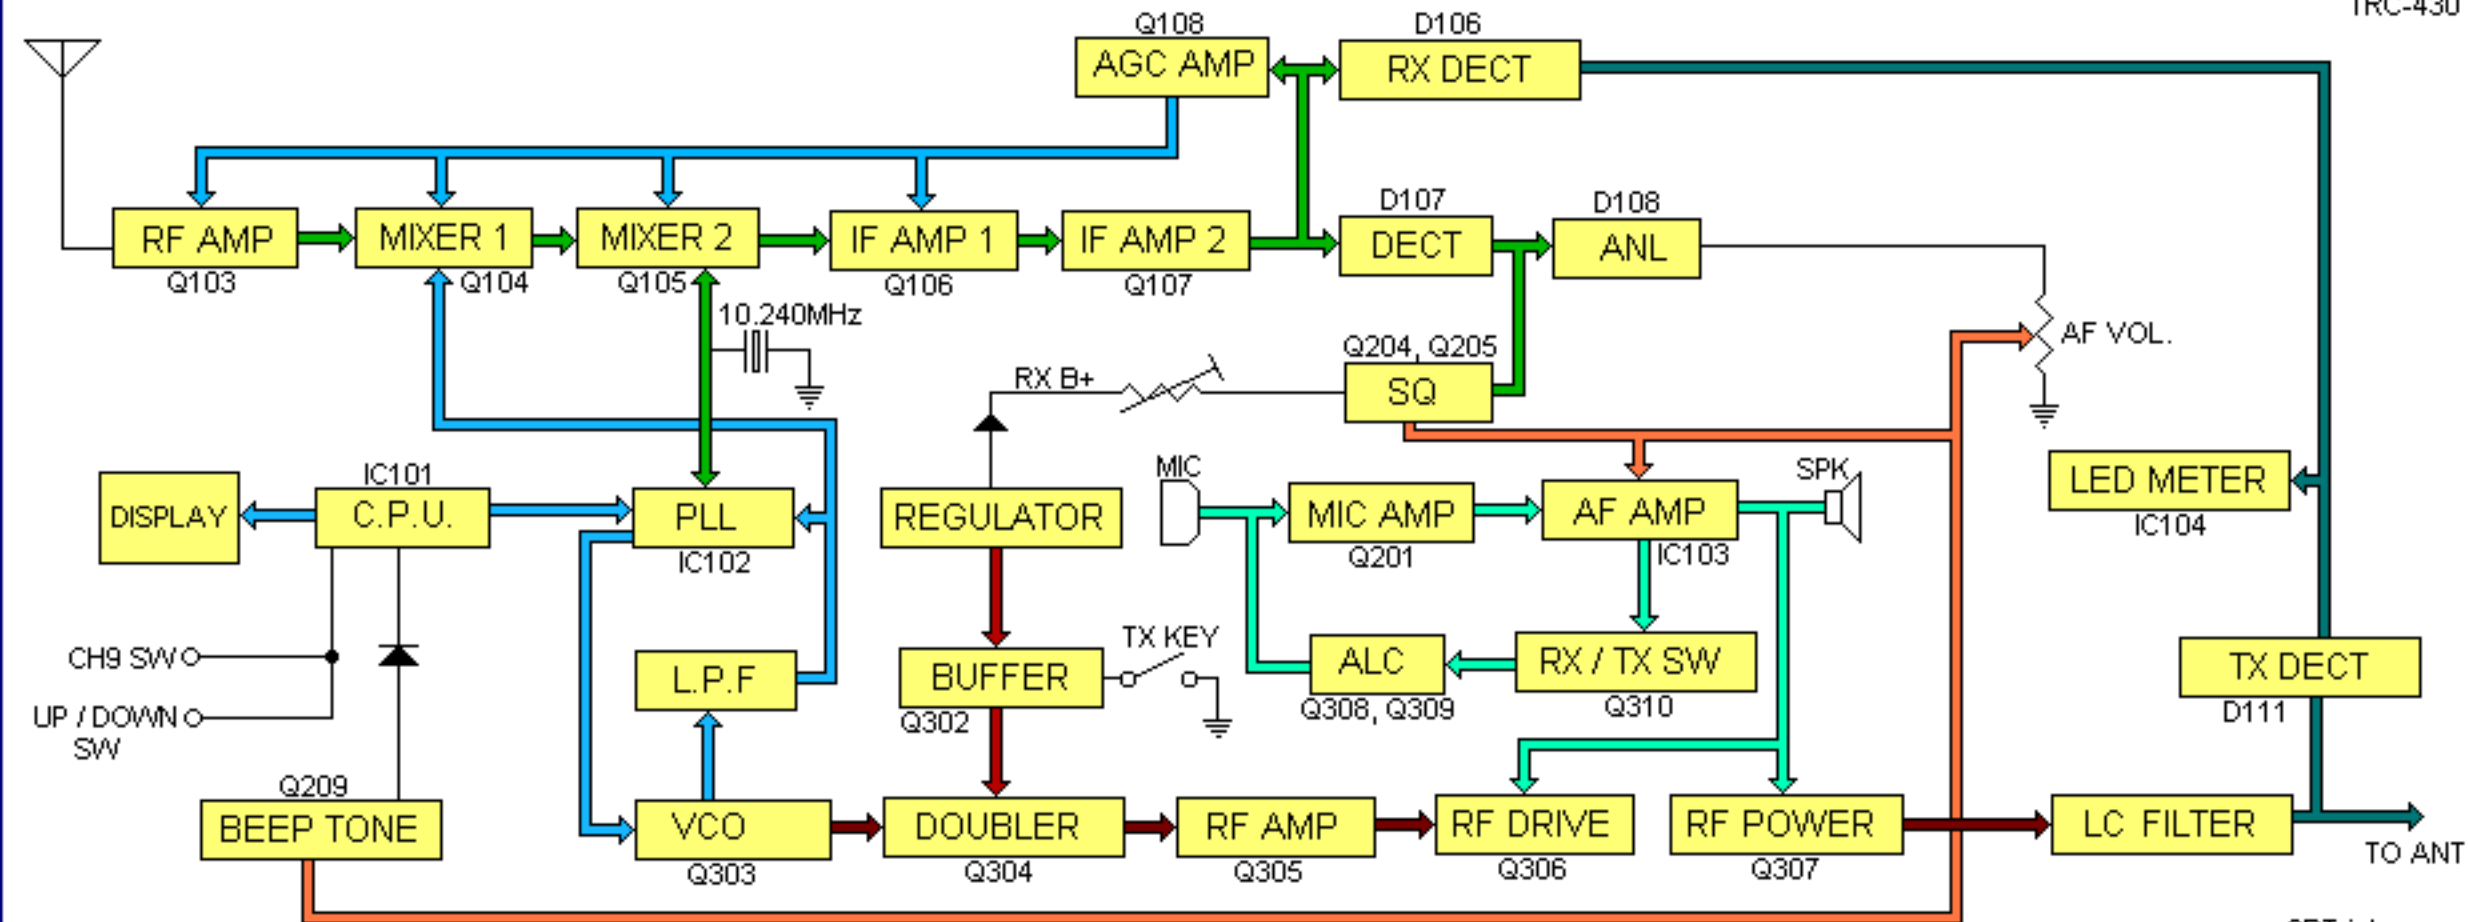 TRC-430
Q108
D106
AGC AMP
RX DECT
D107
D108
RF AMP
MIXER 1
MIXER 2
IF AMP 1
IF AMP 2
DECT
ANL
Q103
Q104
Q105
Q106
Q107
10.240MHz
AF VOL.
Q204, Q205
RX B+
SQ
IC101
MIC
SPK
LED METER
DISPLAY
C.P.U.
PLL
REGULATOR
MIC AMP
AF AMP
IC104
IC102
Q201
IC103
TX KEY
CH9 SW
L.P.F
BUFFER
ALC
RX / TX SW
TX DECT
UP / DOWN
SW
Q302
Q308, Q309
Q310
D111
Q209
BEEP TONE
VCO
DOUBLER
RF AMP
RF DRIVE
RF POWER
LC FILTER
TO ANT
Q303
Q304
Q305
Q306
Q307